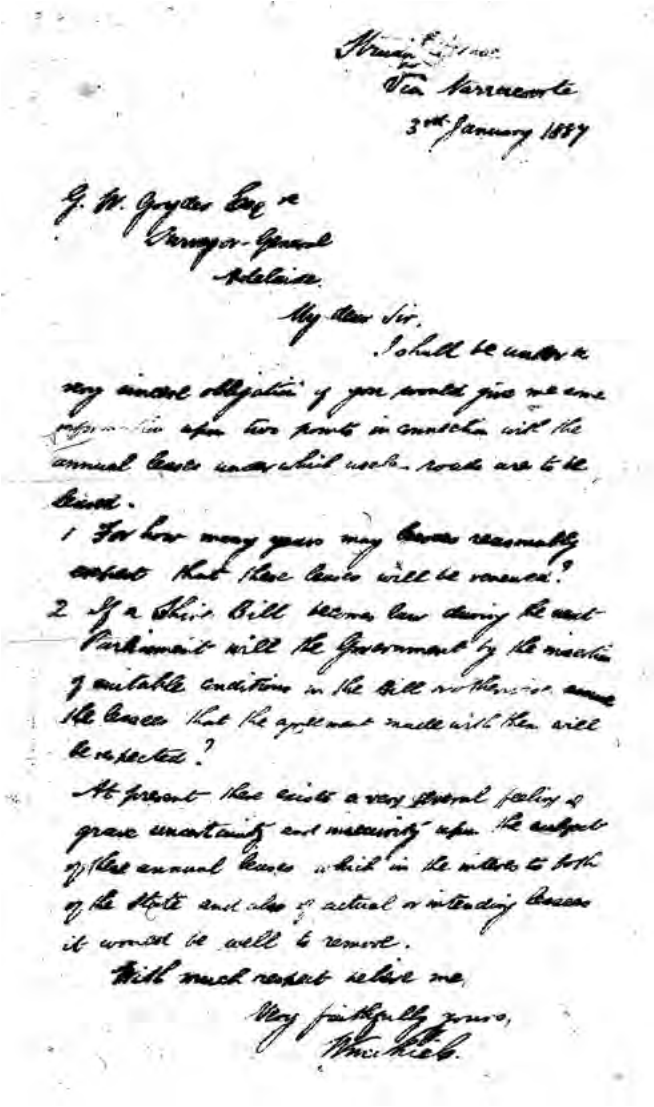 Struan
Via Narracoorte
3rd January 1887
G. W. Goyder Esqre
Surveyor-General
Adelaide.
My dear Sir,
I shall be under a
very sincere obligation if you would give me some
information upon two points in connection with the
annual leases under which useless roads are to be
leased.
1 For how many years may lessees reasonably
expect that these leases will be renewed?
2 If a Shire Bill becomes law during the next
Parliament will the Government by the insertion
of suitable conditions in the Bill or otherwise
the lessees that the agreement made with them will
be respected?
At present there exists a very general feeling of
grave uncertainty and insecurity upon the subject
of these annual leases which in the interests both
of the State and also of actual or intending lessees
it would be well to remove.
With much respect believe me,
Very faithfully yours,